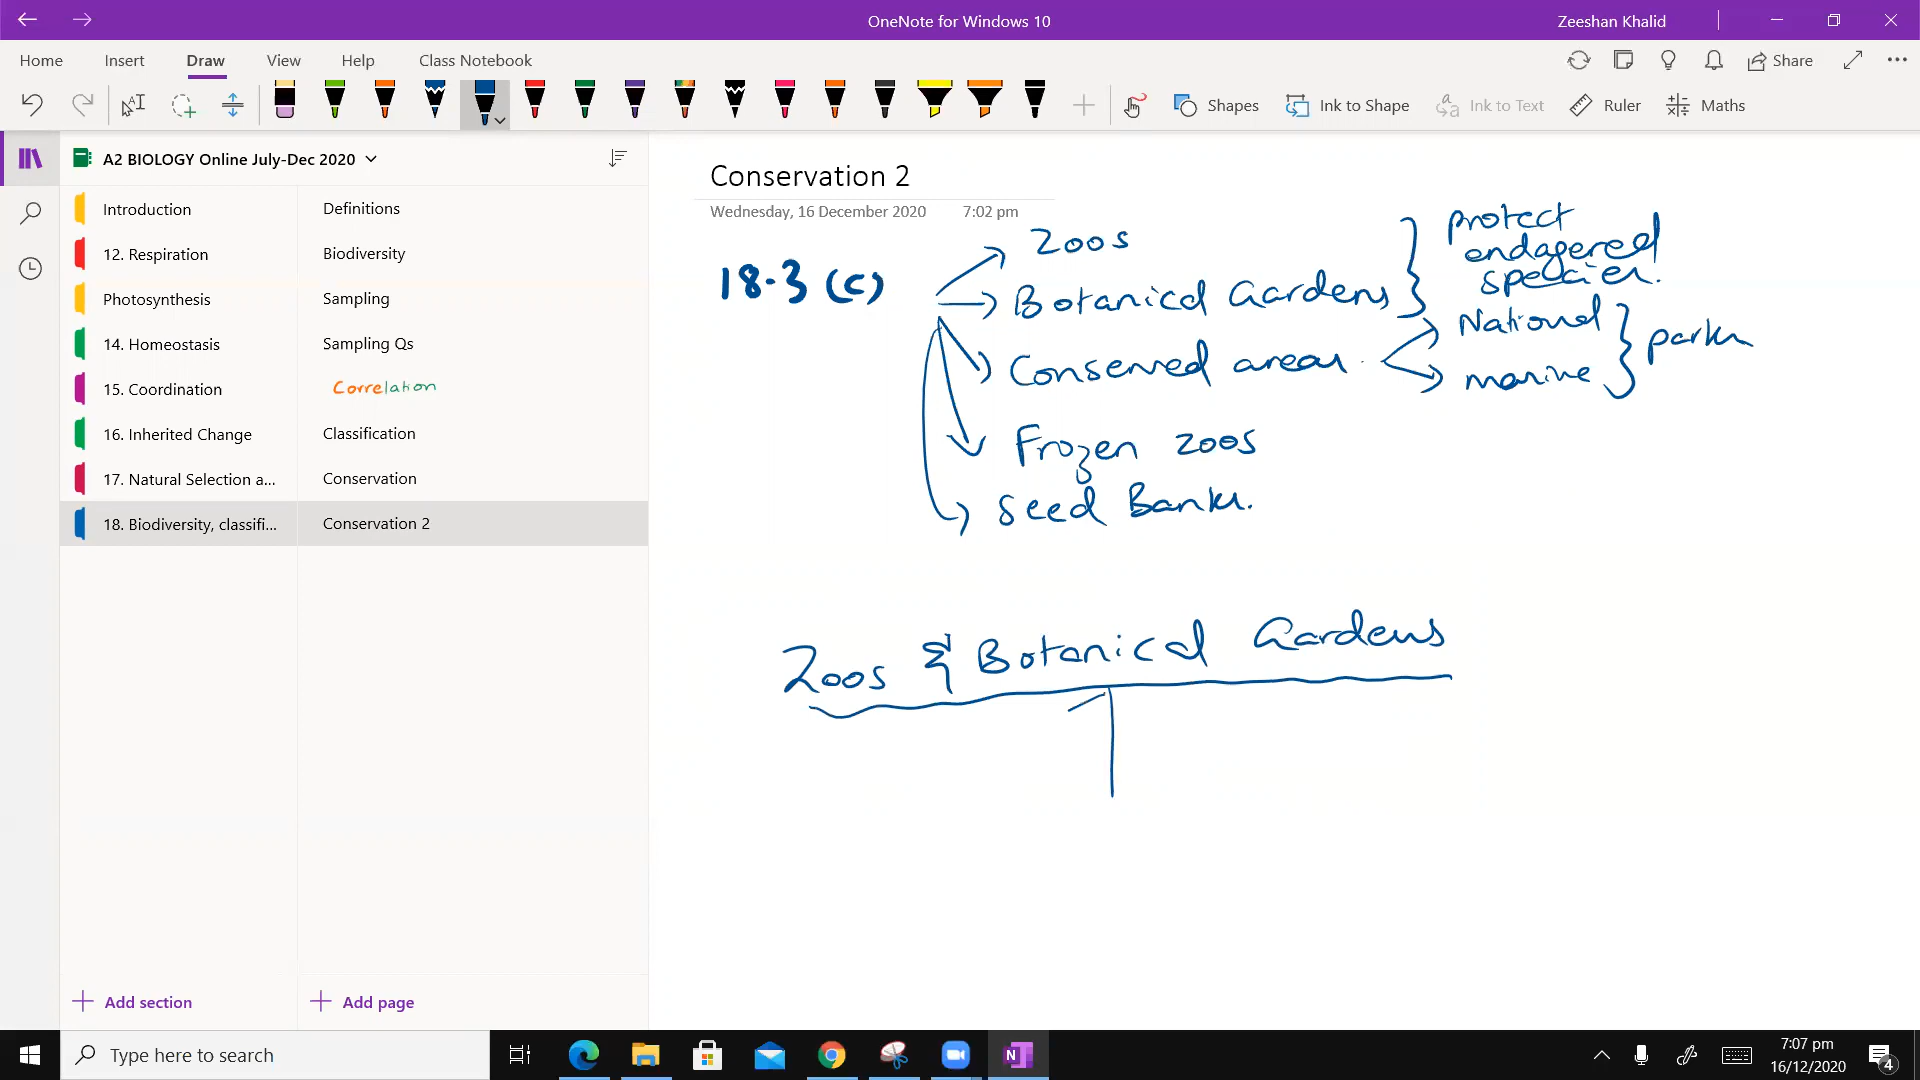 OneNote for Windows 10
Zeeshan Khalid
Home Insert Draw View Help Class Notebook
Share
Shapes Ink to Shape Ink to Text Ruler Maths
A2 BIOLOGY Online July-Dec 2020
Introduction
12. Respiration
Photosynthesis
14. Homeostasis
15. Coordination
16. Inherited Change
17. Natural Selection a...
18. Biodiversity, classifi...
Definitions
Biodiversity
Sampling
Sampling Qs
Correlation
Classification
Conservation
Conservation 2
Add section
Add page
Conservation 2
Wednesday, 16 December 2020 7:02 pm
18.3 (c)
Zoos
Botanical Gardens
protect
endagered
species.
Conserved areas
National
marine
parks
Frozen zoos
Seed Banks.
Zoos & Botanical Gardens
Type here to search
7:07 pm
16/12/2020
4